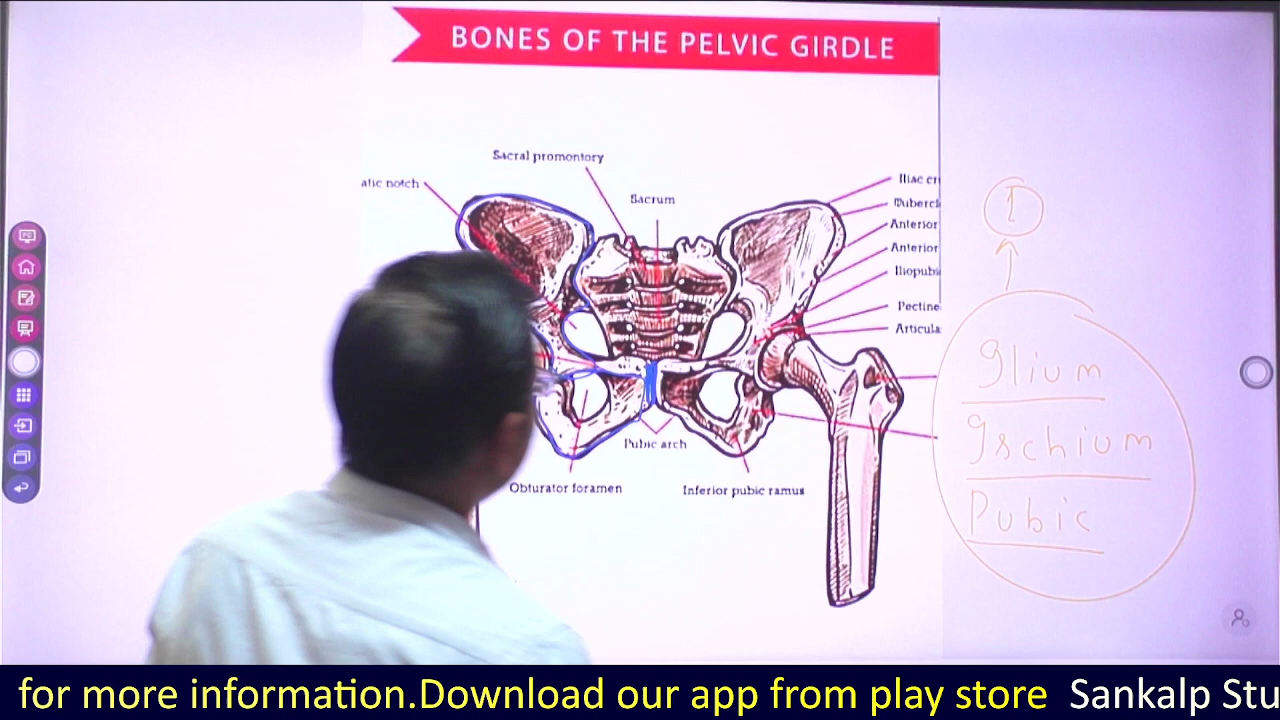 BONES OF THE PELVIC GIRDLE
Sacral promontory
atic notch
Sacrum
Iliac cr
Tubercl
Anterior
Anterior
Iliopubi
Pectine
Articula
Pubic arch
Obturator foramen
Inferior pubic ramus
1
Ilium
Ischium
Pubic
for more information.Download our app from play store Sankalp Stu